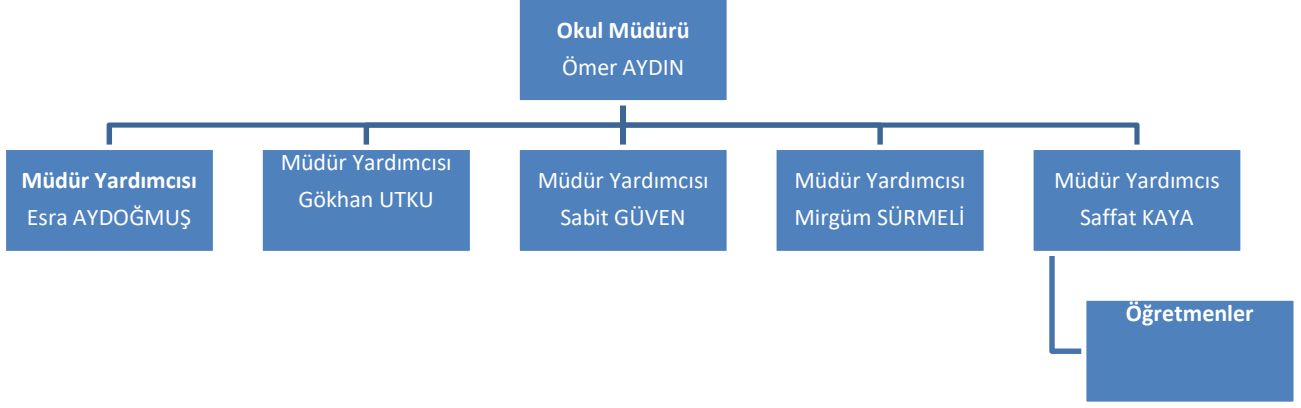 Okul Müdürü
Ömer AYDIN
Müdür Yardımcısı
Esra AYDOĞMUŞ
Müdür Yardımcısı
Gökhan UTKU
Müdür Yardımcısı
Sabit GÜVEN
Müdür Yardımcısı
Mirgüm SÜRMELİ
Müdür Yardımcıs
Saffat KAYA
Öğretmenler